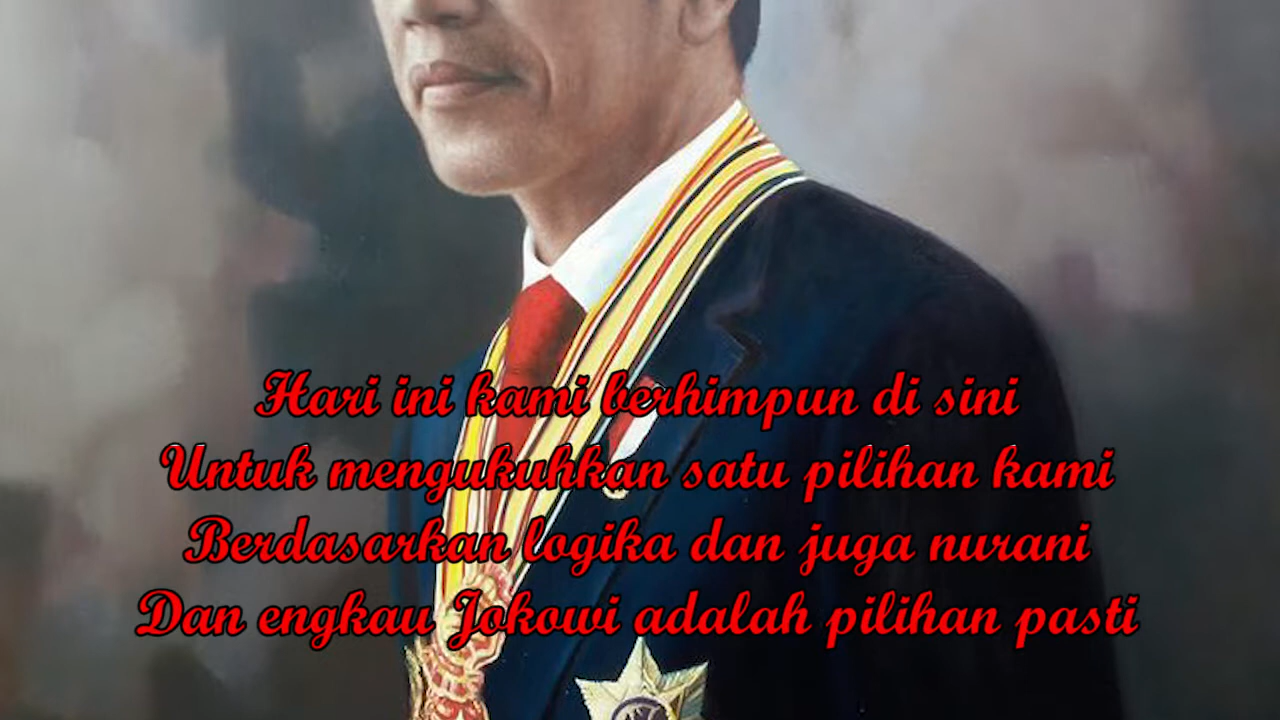 Hari ini kami berhimpun di sini
Untuk mengukuhkan satu pilihan kami
Berdasarkan logika dan juga nurani
Dan engkau Jokowi adalah pilihan pasti